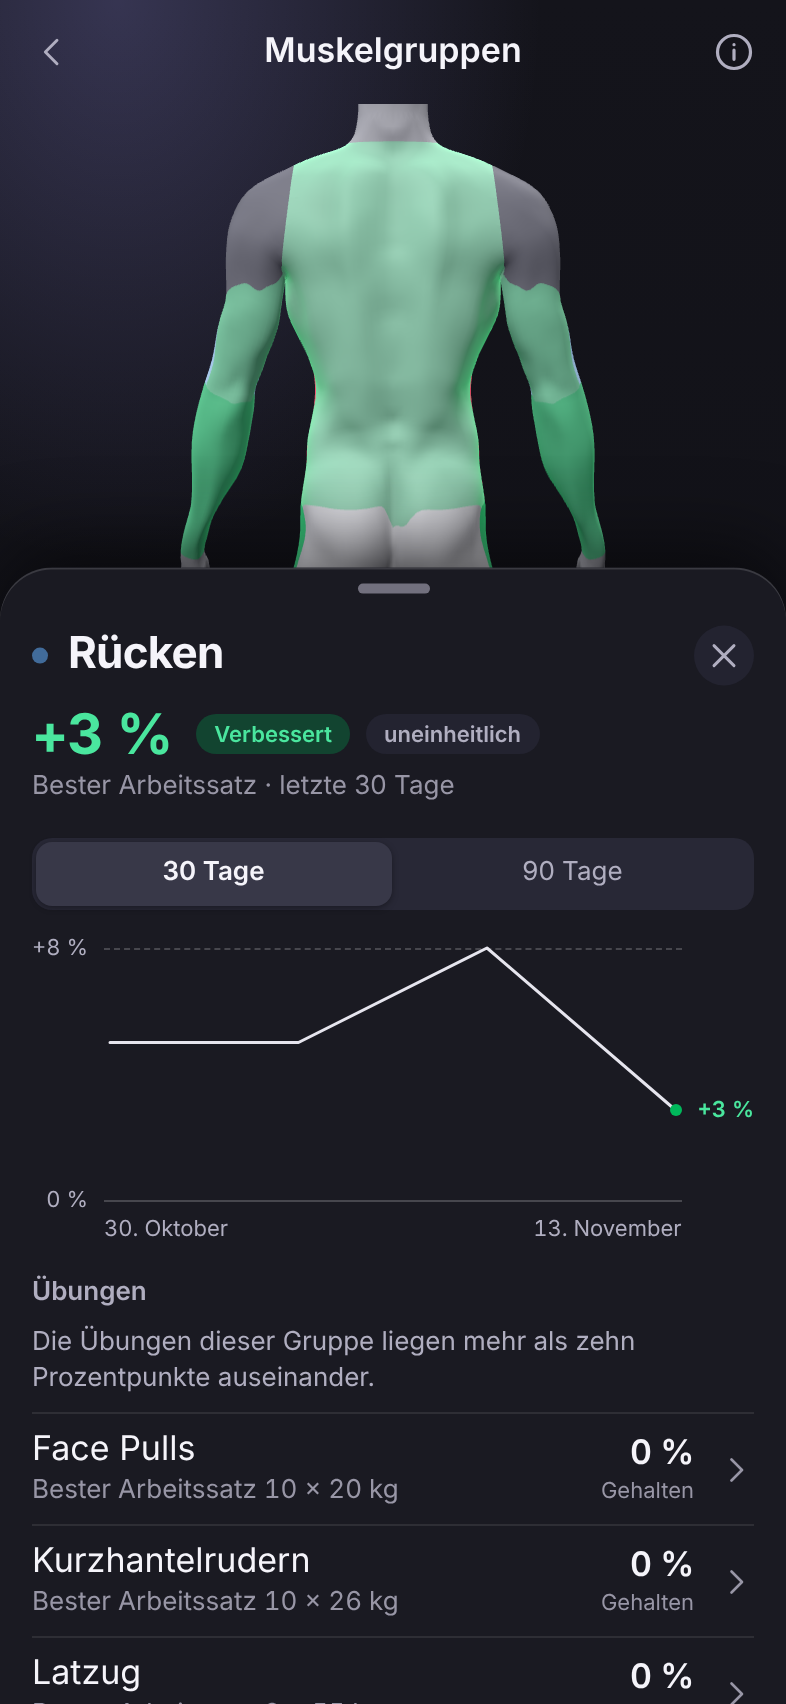 Muskelgruppen
Rücken
+3 %
Verbessert
uneinheitlich
Bester Arbeitssatz · letzte 30 Tage
30 Tage
90 Tage
+8 %
+3 %
0 %
30. Oktober
13. November
Übungen
Die Übungen dieser Gruppe liegen mehr als zehn
Prozentpunkte auseinander.
Face Pulls
0 %
Bester Arbeitssatz 10 × 20 kg
Gehalten
Kurzhantelrudern
0 %
Bester Arbeitssatz 10 × 26 kg
Gehalten
Latzug
0 %